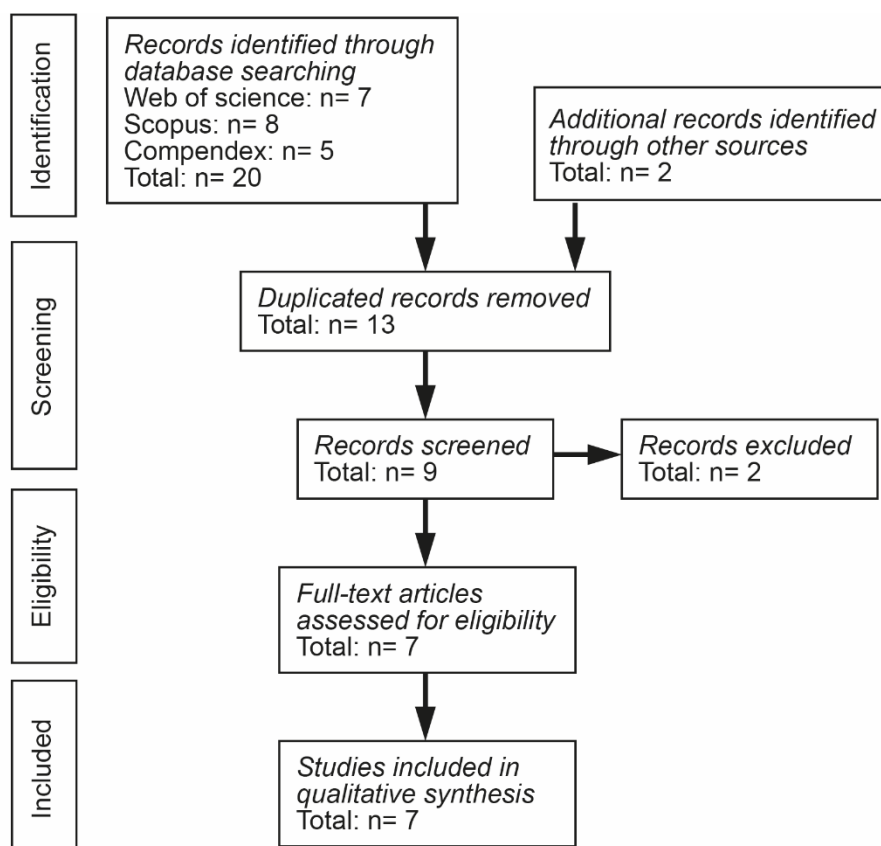 Identification
Records identified through
database searching
Web of science: n= 7
Scopus: n= 8
Compendex: n= 5
Total: n= 20
Additional records identified
through other sources
Total: n= 2
Screening
Duplicated records removed
Total: n= 13
Records screened
Total: n= 9
Records excluded
Total: n= 2
Eligibility
Full-text articles
assessed for eligibility
Total: n= 7
Included
Studies included in
qualitative synthesis
Total: n= 7